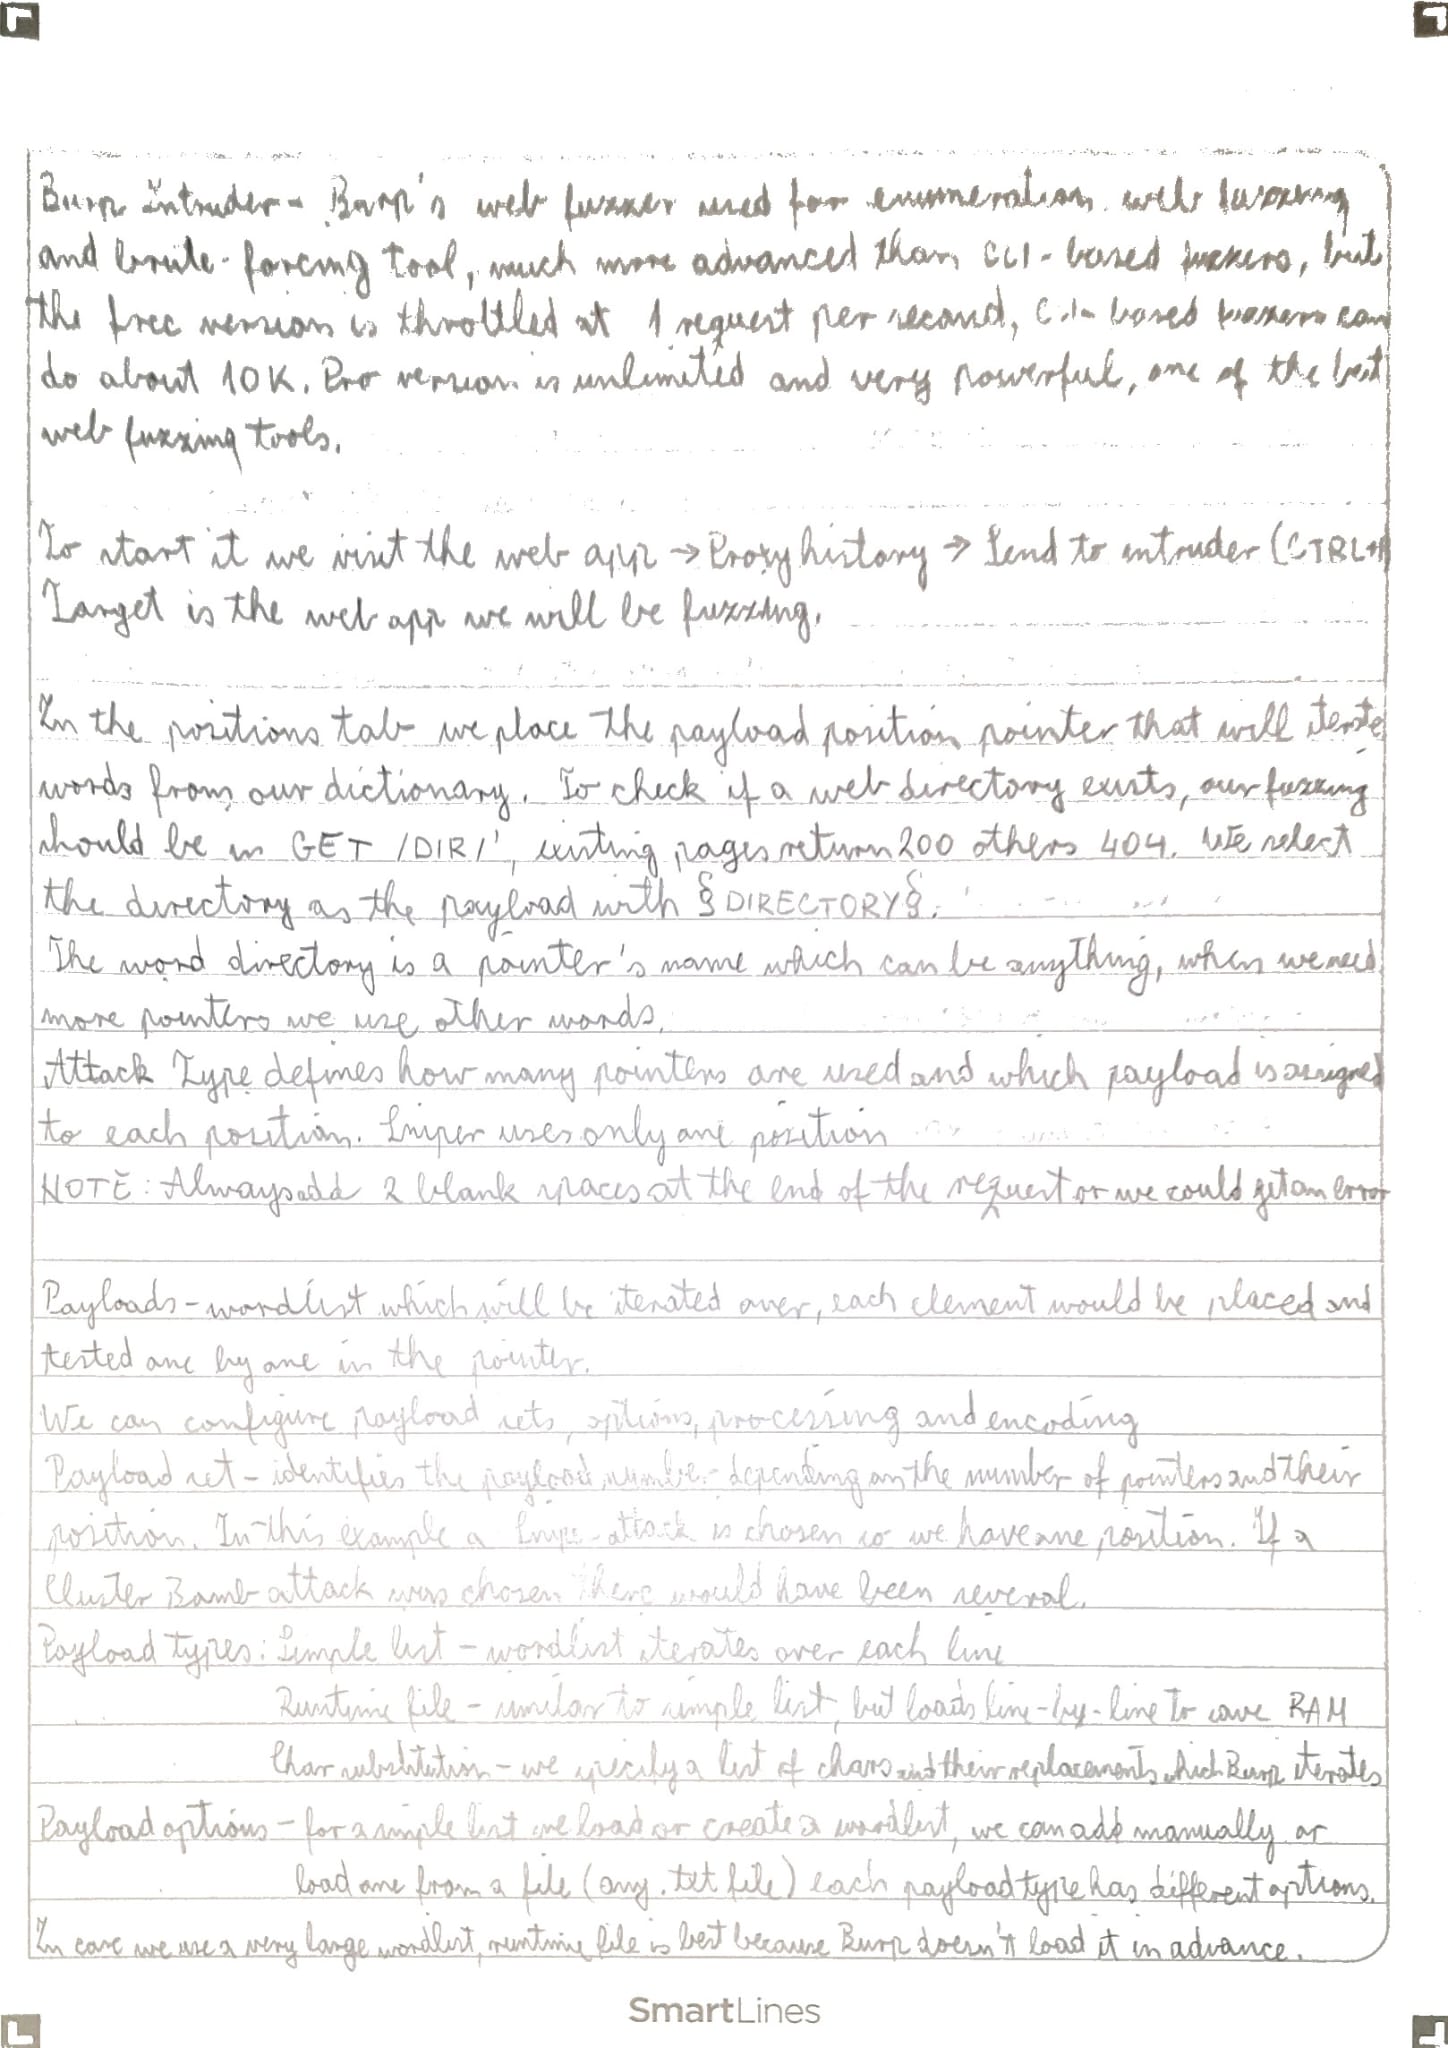 Burp Intruder - Burp's web fuzzer used for enumeration. web fuzzing
and brute-forcing tool, much more advanced than CLI-based fuzzers, but
the free version is throttled at 1 request per second, CLI-based fuzzers can
do about 10K. Pro version is unlimited and very powerful, one of the best
web fuzzing tools.
To start it we visit the web app → Proxy history → Send to intruder (CTRL+I
Target is the web app we will be fuzzing.
In the positions tab we place the payload position pointer that will iterate
words from our dictionary. To check if a web directory exists, our fuzzing
should be in GET /DIR/', existing pages return 200 others 404. We select
the directory as the payload with §DIRECTORY§.
The word directory is a pointer's name which can be anything, when we need
more pointers we use other words.
Attack Type defines how many pointers are used and which payload is assigned
to each position. Sniper uses only one position
NOTE: Always add 2 blank spaces at the end of the request or we could get an error
Payloads - wordlist which will be iterated over, each element would be placed and
tested one by one in the pointer.
We can configure payload sets, options, processing and encoding
Payload set - identifies the payload number depending on the number of pointers and their
position. In this example a Sniper attack is chosen so we have one position. If a
Cluster Bomb attack was chosen there would have been several.
Payload types: Simple list - wordlist iterates over each line
Runtime file - similar to simple list, but loads line-by-line to save RAM
Char substitution - we specify a list of chars and their replacements which Burp iterates
Payload options - for a simple list we load or create a wordlist, we can add manually or
load one from a file (any .txt file) each payload type has different options.
In case we use a very large wordlist, runtime file is best because Burp doesn't load it in advance.
SmartLines